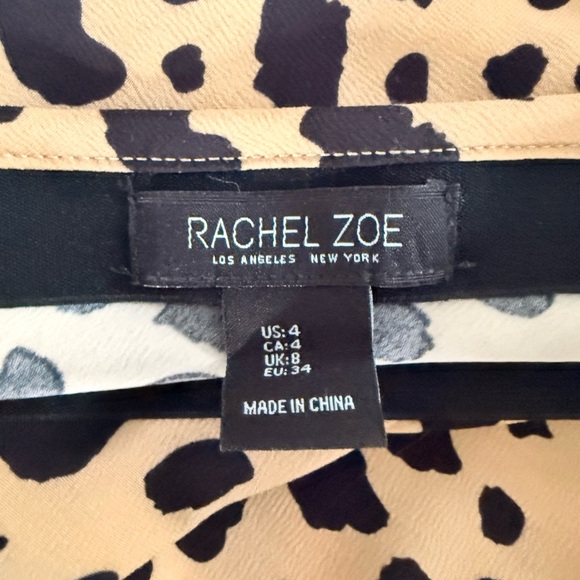 RACHEL ZOE
LOS ANGELES NEW YORK
US: 4
CA: 4
UK: 8
EU: 34
MADE IN CHINA